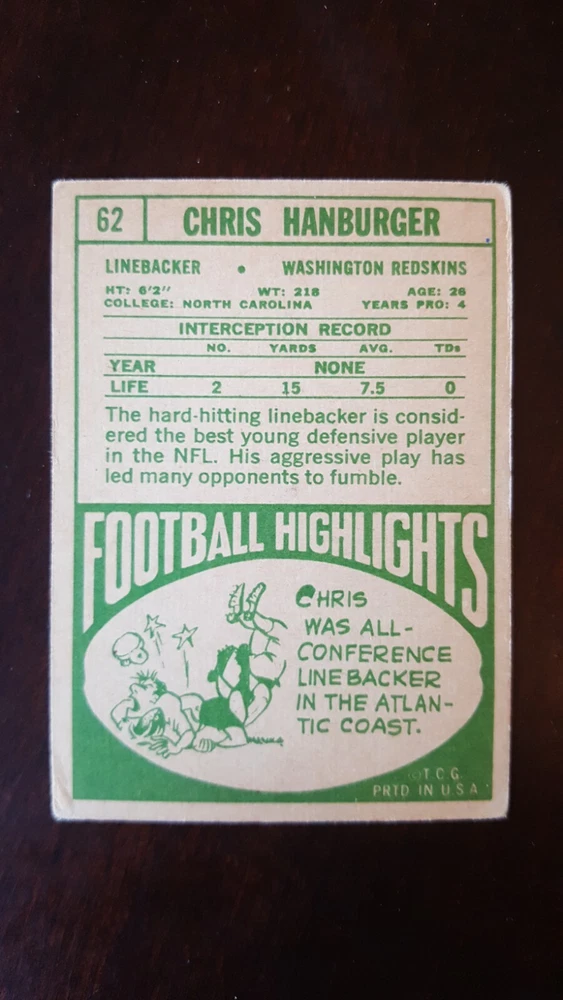 62 CHRIS HANBURGER
LINEBACKER • WASHINGTON REDSKINS
HT: 6'2" WT: 218 AGE: 26
COLLEGE: NORTH CAROLINA YEARS PRO: 4
INTERCEPTION RECORD
NO. YARDS AVG. TDs
YEAR NONE
LIFE 2 15 7.5 0
The hard-hitting linebacker is consid-
ered the best young defensive player
in the NFL. His aggressive play has
led many opponents to fumble.
FOOTBALL HIGHLIGHTS
CHRIS
WAS ALL-
CONFERENCE
LINEBACKER
IN THE ATLAN-
TIC COAST.
©T.C.G.
PRTD IN U.S.A.